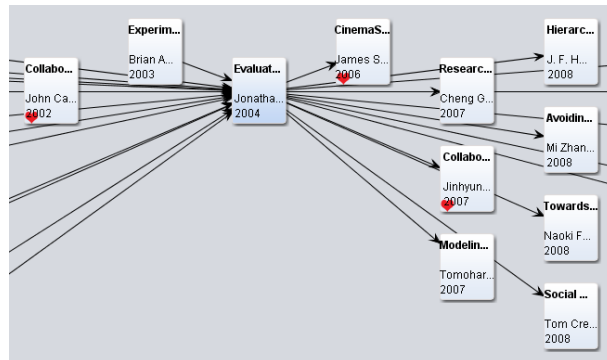 Experim...
Brian A...
2003
CinemaS...
James S...
2006
Hierarc...
J. F. H...
2008
Collabo...
John Ca...
2002
Evaluat...
Jonatha...
2004
Researc...
Cheng G...
2007
Avoidin...
Mi Zhan...
2008
Collabo...
Jinhyun...
2007
Towards...
Naoki F...
2008
Modelin...
Tomohar...
2007
Social ...
Tom Cre...
2008